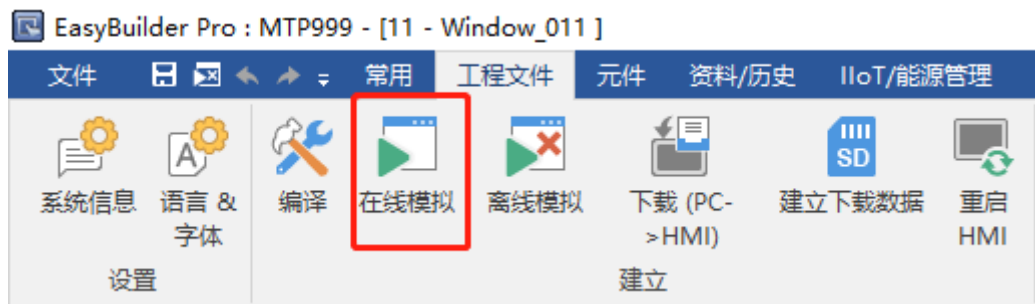 EasyBuilder Pro : MTP999 - [11 - Window_011 ]
文件 常用 工程文件 元件 资料/历史 IIoT/能源管理
A SD
系统信息 语言 & 编译 在线模拟 离线模拟 下载 (PC- 建立下载数据 重启
字体 >HMI) HMI
设置 建立